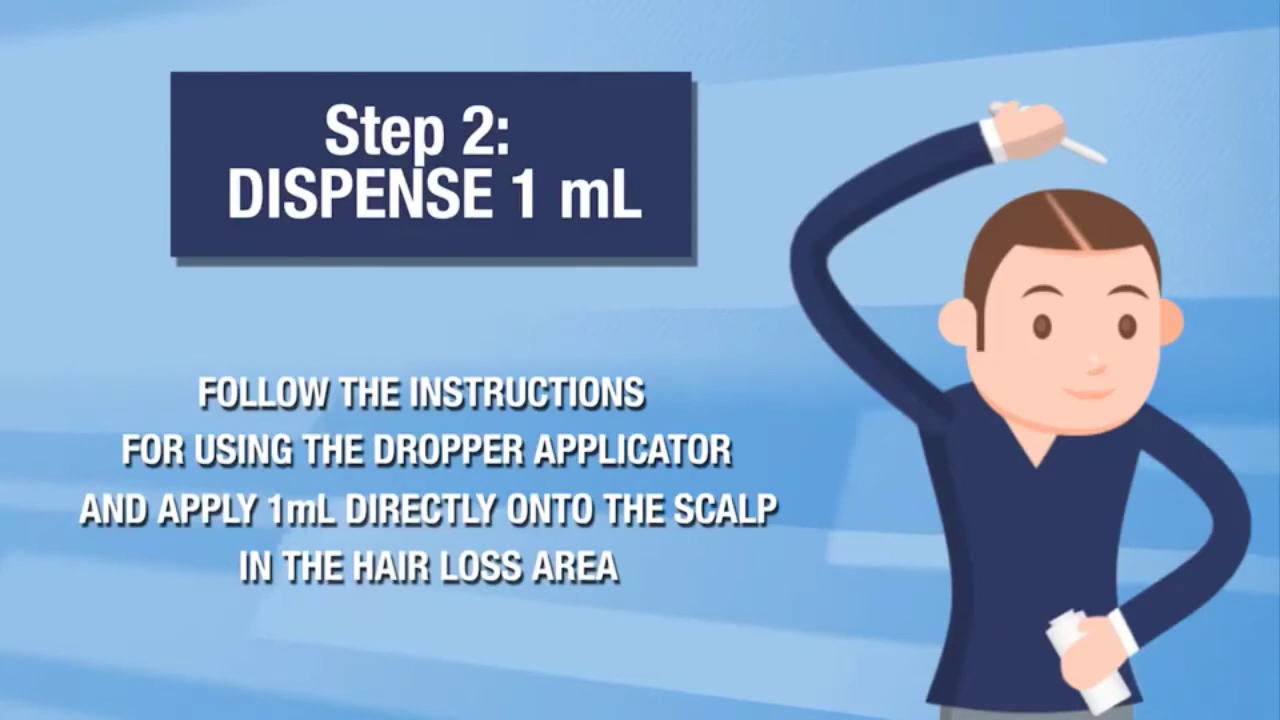 Step 2:
DISPENSE 1 mL
FOLLOW THE INSTRUCTIONS
FOR USING THE DROPPER APPLICATOR
AND APPLY 1mL DIRECTLY ONTO THE SCALP
IN THE HAIR LOSS AREA